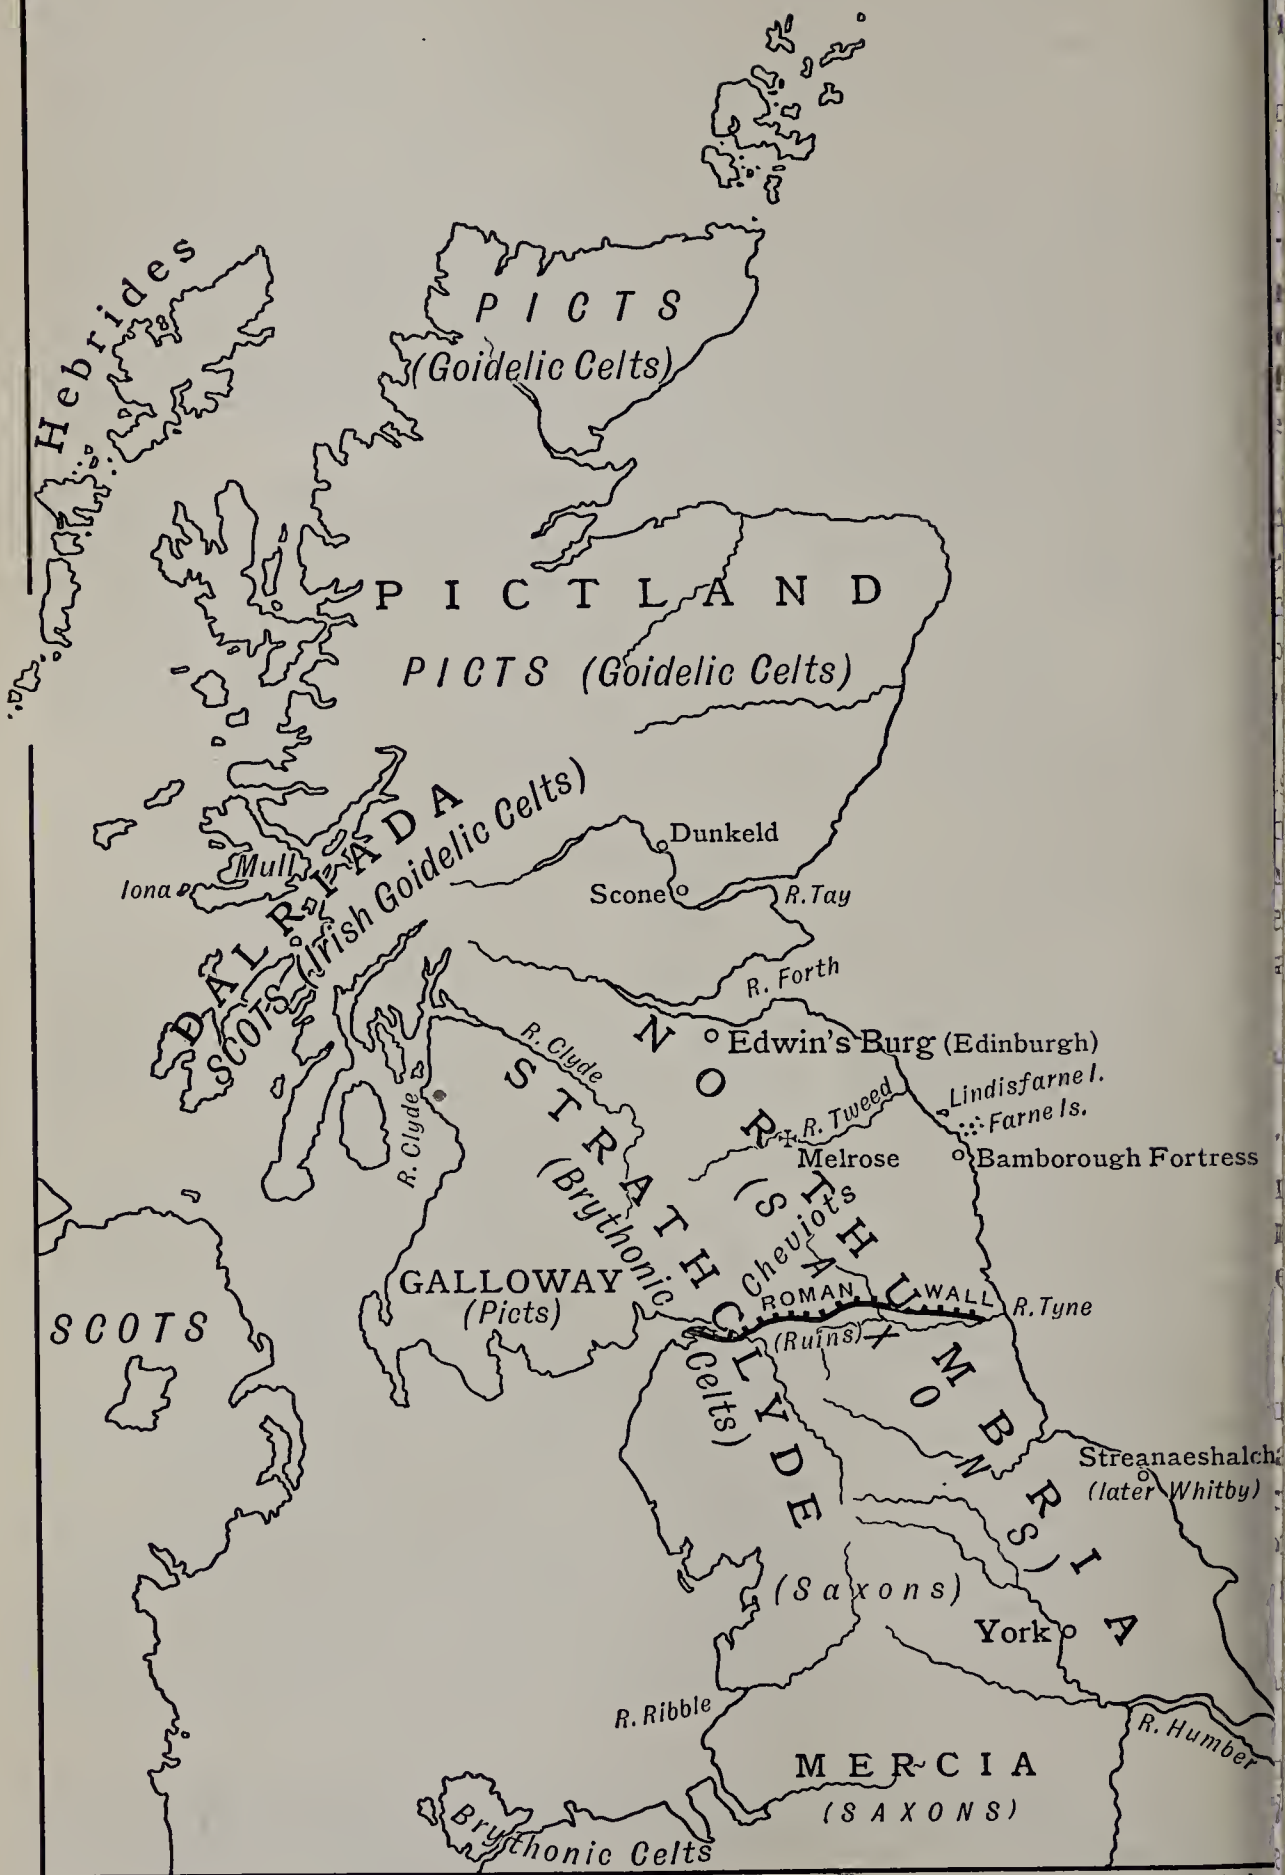 Hebrides
PICTS
(Goidelic Celts)
PICTLAND
PICTS (Goidelic Celts)
DALRIADA
SCOTS (Irish Goidelic Celts)
Mull
Iona
Dunkeld
Scone
R. Tay
R. Forth
NORTHUMBRIA
(SAXONS)
Edwin's Burg (Edinburgh)
R. Clyde
STRATHCLYDE
(Brythonic
Celts)
R. Clyde
R. Tweed
Lindisfarne I.
Farne Is.
Melrose
Bamborough Fortress
Cheviots
GALLOWAY
(Picts)
ROMAN WALL
(Ruins)
R. Tyne
SCOTS
Streanaeshalch
(later Whitby)
(Saxons)
York
R. Ribble
R. Humber
MERCIA
(SAXONS)
Brythonic Celts